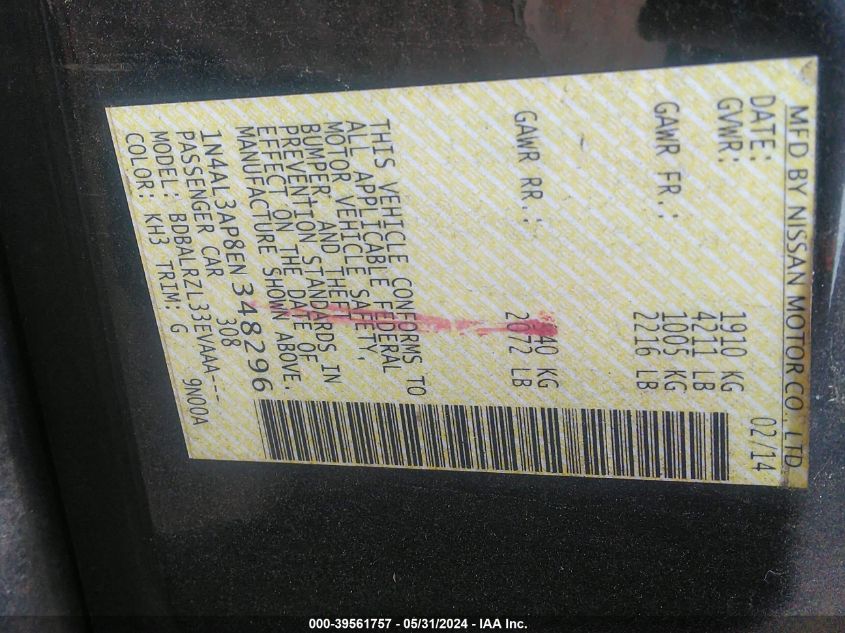 MFD BY NISSAN MOTOR CO., LTD
DATE: 02/14
GVWR: 1910 KG
4211 LB
GAWR FR.: 1005 KG
2216 LB
GAWR RR.: 40 KG
2072 LB
THIS VEHICLE CONFORMS TO
ALL APPLICABLE FEDERAL
MOTOR VEHICLE SAFETY,
BUMPER, AND THEFT
PREVENTION STANDARDS IN
EFFECT ON THE DATE OF
MANUFACTURE SHOWN ABOVE.
1N4AL3AP8EN348296
PASSENGER CAR 308
MODEL: BDBALRZL33EVAAA---
COLOR: KH3 TRIM: G 9N00A
000-39561757 - 05/31/2024 - IAA Inc.